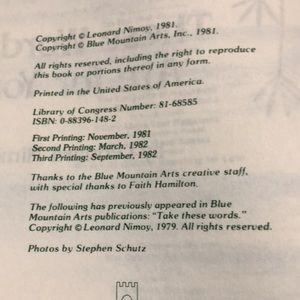 Copyright © Leonard Nimoy, 1981.
Copyright © Blue Mountain Arts, Inc., 1981.
All rights reserved, including the right to reproduce
this book or portions thereof in any form.
Printed in the United States of America.
Library of Congress Number: 81-68585
ISBN: 0-88396-148-2
First Printing: November, 1981
Second Printing: March, 1982
Third Printing: September, 1982
Thanks to the Blue Mountain Arts creative staff,
with special thanks to Faith Hamilton.
The following has previously appeared in Blue
Mountain Arts publications: "Take these words."
Copyright © Leonard Nimoy, 1979. All rights reserved.
Photos by Stephen Schutz